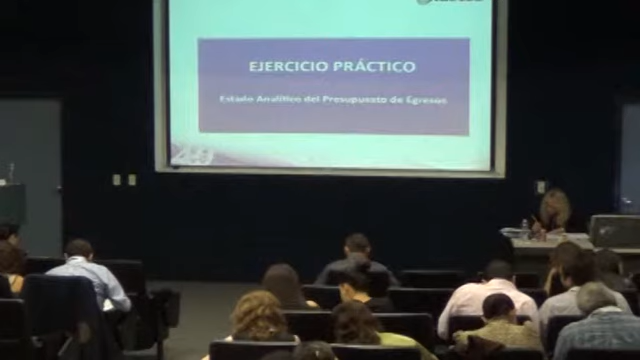 EJERCICIO PRÁCTICO
Estado Analítico del Presupuesto de Egresos